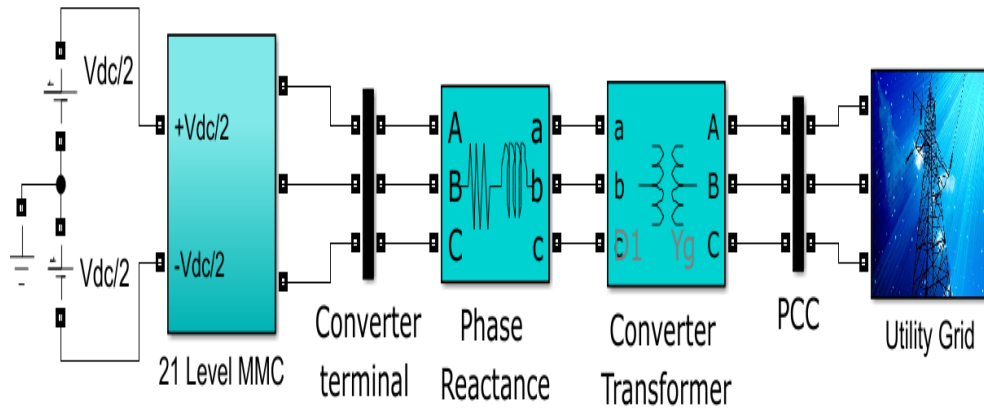 Vdc/2
Vdc/2
+Vdc/2
-Vdc/2
21 Level MMC
Converter
terminal
A
B
C
a
b
c
Phase
Reactance
a
b
c
D1 Yg
A
B
C
Converter
Transformer
PCC
Utility Grid